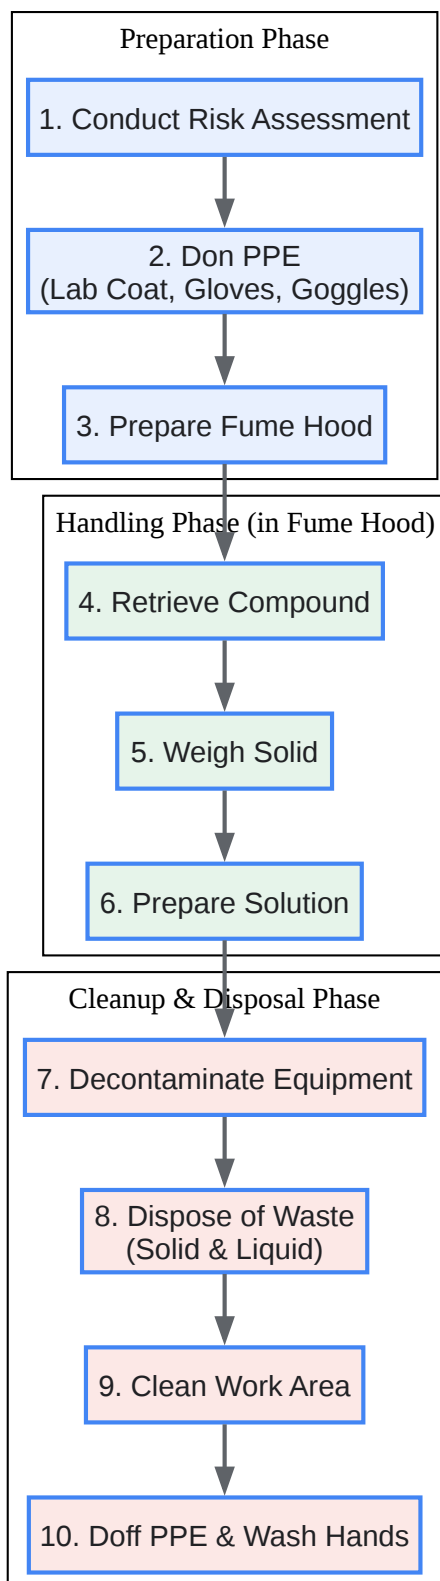 Preparation Phase
1. Conduct Risk Assessment
2. Don PPE
(Lab Coat, Gloves, Goggles)
3. Prepare Fume Hood
Handling Phase (in Fume Hood)
4. Retrieve Compound
5. Weigh Solid
6. Prepare Solution
Cleanup & Disposal Phase
7. Decontaminate Equipment
8. Dispose of Waste
(Solid & Liquid)
9. Clean Work Area
10. Doff PPE & Wash Hands